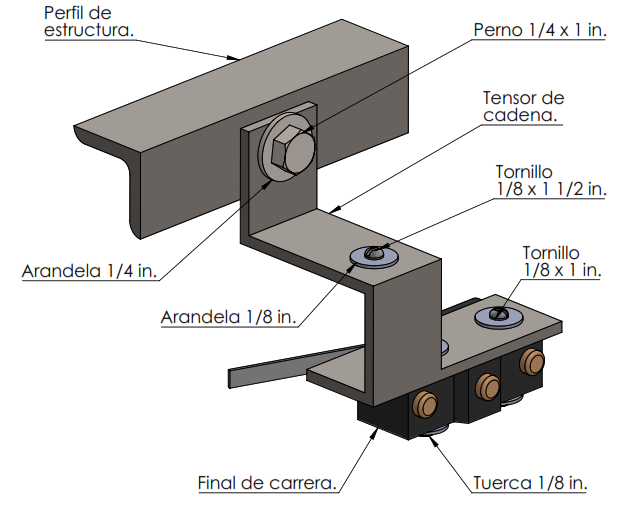 Perfil de
estructura.
Perno 1/4 x 1 in.
Tensor de
cadena.
Tornillo
1/8 x 1 1/2 in.
Tornillo
1/8 x 1 in.
Arandela 1/4 in.
Arandela 1/8 in.
Final de carrera.
Tuerca 1/8 in.